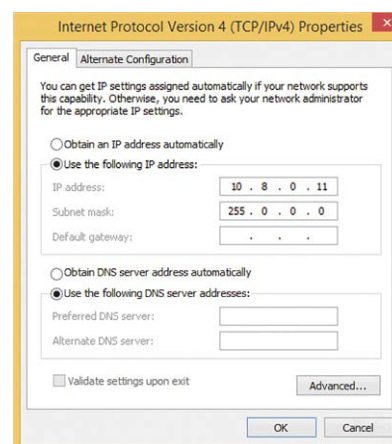 Internet Protocol Version 4 (TCP/IPv4) Properties
General
Alternate Configuration
You can get IP settings assigned automatically if your network supports
this capability. Otherwise, you need to ask your network administrator
for the appropriate IP settings.
Obtain an IP address automatically
Use the following IP address:
IP address: 10 . 8 . 0 . 11
Subnet mask: 255 . 0 . 0 . 0
Default gateway: . . .
Obtain DNS server address automatically
Use the following DNS server addresses:
Preferred DNS server:
Alternate DNS server:
Validate settings upon exit
Advanced...
OK
Cancel